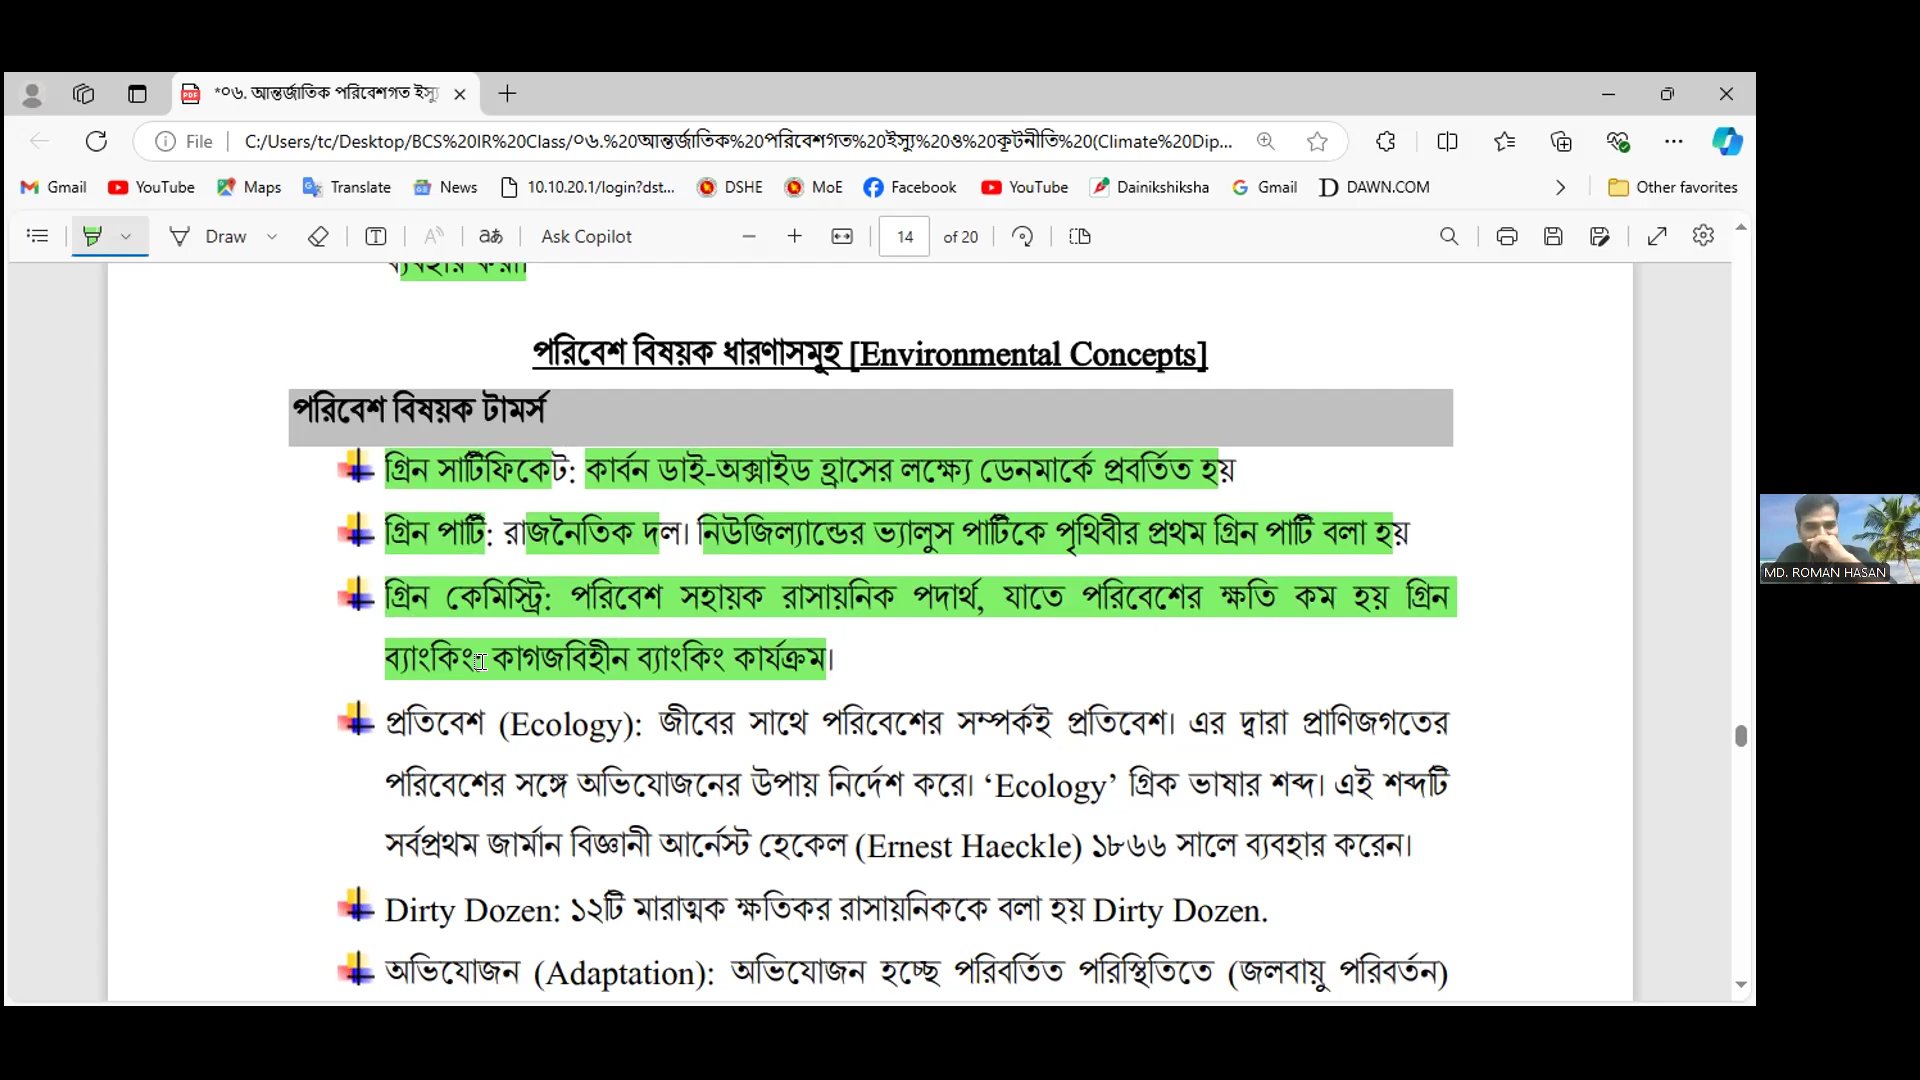 *০৬. আন্তর্জাতিক পরিবেশগত ইস্যু
File
C:/Users/tc/Desktop/BCS%20IR%20Class/০৬.%20আন্তর্জাতিক%20পরিবেশগত%20ইস্যু%20ও%20কূটনীতি%20(Climate%20Dip...
Gmail YouTube Maps Translate News 10.10.20.1/login?dst... DSHE MoE Facebook YouTube Dainikshiksha Gmail DAWN.COM Other favorites
Draw Ask Copilot 14 of 20
ব্যবহার করা।
পরিবেশ বিষয়ক ধারণাসমূহ [Environmental Concepts]
পরিবেশ বিষয়ক টামর্স
গ্রিন সার্টিফিকেট: কার্বন ডাই-অক্সাইড হ্রাসের লক্ষ্যে ডেনমার্কে প্রবর্তিত হয়
গ্রিন পার্টি: রাজনৈতিক দল। নিউজিল্যান্ডের ভ্যালুস পার্টিকে পৃথিবীর প্রথম গ্রিন পার্টি বলা হয়
গ্রিন কেমিস্ট্রি: পরিবেশ সহায়ক রাসায়নিক পদার্থ, যাতে পরিবেশের ক্ষতি কম হয় গ্রিন
ব্যাংকিং: কাগজবিহীন ব্যাংকিং কার্যক্রম।
প্রতিবেশ (Ecology): জীবের সাথে পরিবেশের সম্পর্কই প্রতিবেশ। এর দ্বারা প্রাণিজগতের
পরিবেশের সঙ্গে অভিযোজনের উপায় নির্দেশ করে। ‘Ecology’ গ্রিক ভাষার শব্দ। এই শব্দটি
সর্বপ্রথম জার্মান বিজ্ঞানী আর্নেস্ট হেকেল (Ernest Haeckle) ১৮৬৬ সালে ব্যবহার করেন।
Dirty Dozen: ১২টি মারাত্মক ক্ষতিকর রাসায়নিককে বলা হয় Dirty Dozen.
অভিযোজন (Adaptation): অভিযোজন হচ্ছে পরিবর্তিত পরিস্থিতিতে (জলবায়ু পরিবর্তন)
MD. ROMAN HASAN